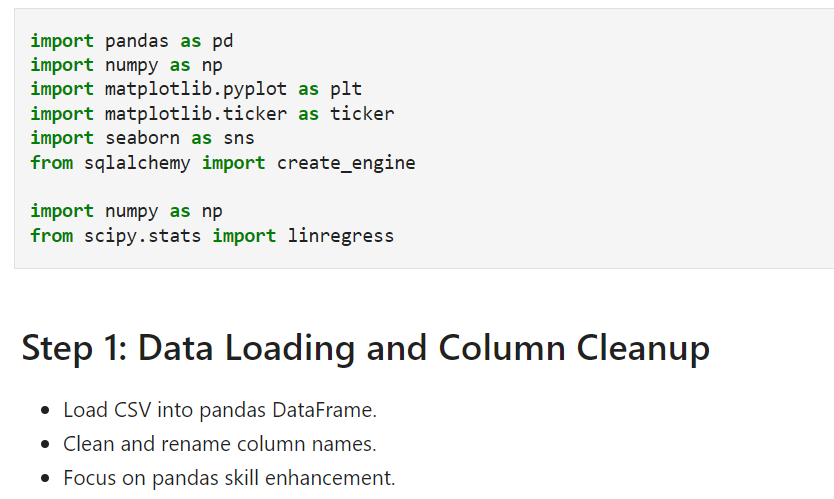 import pandas as pd
import numpy as np
import matplotlib.pyplot as plt
import matplotlib.ticker as ticker
import seaborn as sns
from sqlalchemy import create_engine
import numpy as np
from scipy.stats import linregress
Step 1: Data Loading and Column Cleanup
• Load CSV into pandas DataFrame.
• Clean and rename column names.
• Focus on pandas skill enhancement.